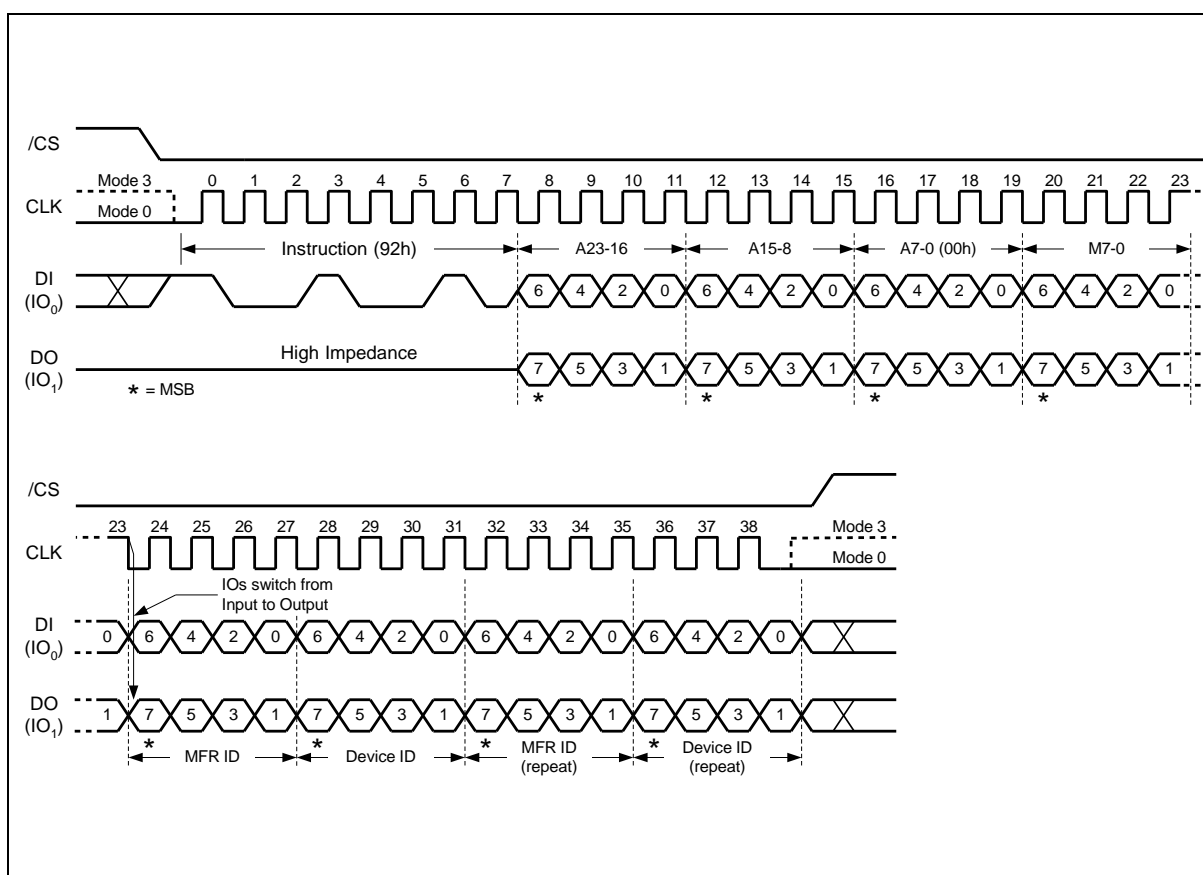 /CS
Mode 3
0 1 2 3 4 5 6 7 8 9 10 11 12 13 14 15 16 17 18 19 20 21 22 23
CLK
Mode 0
Instruction (92h) A23-16 A15-8 A7-0 (00h) M7-0
DI
(IO0)
6 4 2 0 6 4 2 0 6 4 2 0 6 4 2 0
High Impedance
DO
(IO1)
7 5 3 1 7 5 3 1 7 5 3 1 7 5 3 1
* = MSB
* * * *
/CS
23 24 25 26 27 28 29 30 31 32 33 34 35 36 37 38
Mode 3
CLK
Mode 0
IOs switch from
Input to Output
DI
(IO0)
0 6 4 2 0 6 4 2 0 6 4 2 0 6 4 2 0
DO
(IO1)
1 7 5 3 1 7 5 3 1 7 5 3 1 7 5 3 1
* * * *
MFR ID Device ID MFR ID
(repeat)
Device ID
(repeat)